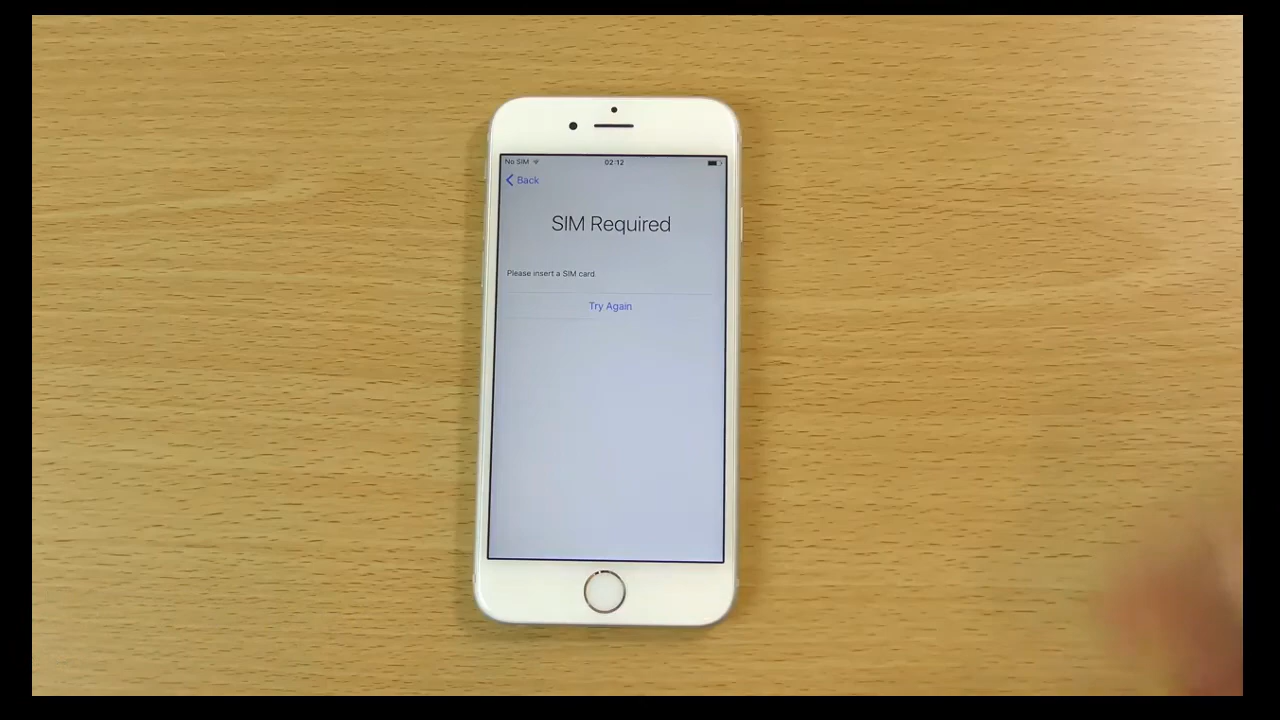 No SIM 02:12
Back
SIM Required
Please insert a SIM card.
Try Again